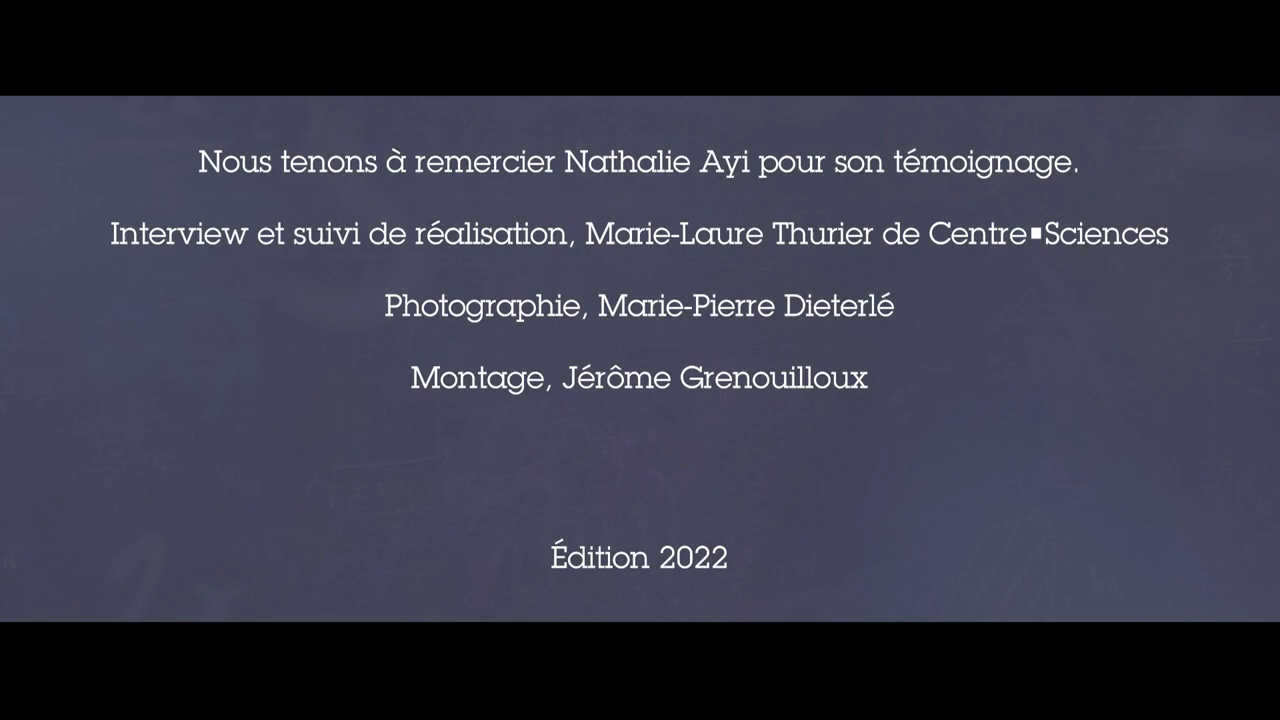 Nous tenons à remercier Nathalie Ayi pour son témoignage.
Interview et suivi de réalisation, Marie-Laure Thurier de Centre▪Sciences
Photographie, Marie-Pierre Dieterlé
Montage, Jérôme Grenouilloux
Édition 2022